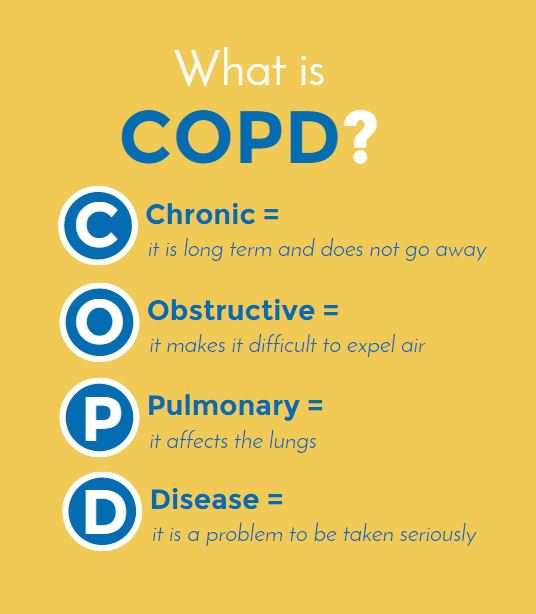 What is
COPD?
C
Chronic =
it is long term and does not go away
O
Obstructive =
it makes it difficult to expel air
P
Pulmonary =
it affects the lungs
D
Disease =
it is a problem to be taken seriously